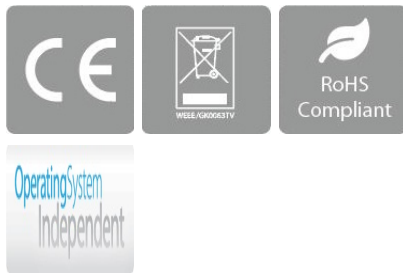 CE
WEEE/GK0063TV
RoHS
Compliant
OperatingSystem
Independent